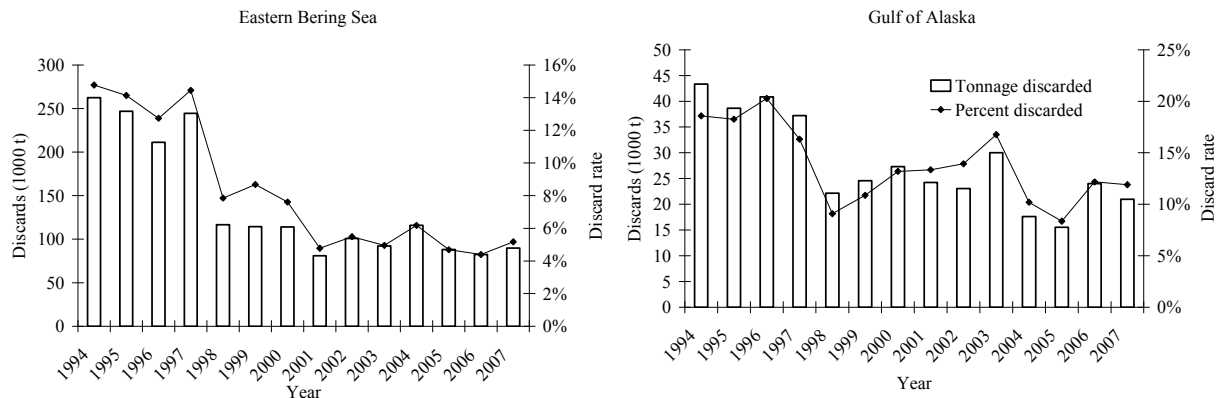 Eastern Bering Sea
Discards (1000 t)
300
250
200
150
100
50
0
16%
14%
12%
10%
8%
6%
4%
2%
0%
Discard rate
1994 1995 1996 1997 1998 1999 2000 2001 2002 2003 2004 2005 2006 2007
Year
Gulf of Alaska
Discards (1000 t)
50
45
40
35
30
25
20
15
10
5
0
Tonnage discarded
Percent discarded
25%
20%
15%
10%
5%
0%
Discard rate
1994 1995 1996 1997 1998 1999 2000 2001 2002 2003 2004 2005 2006 2007
Year